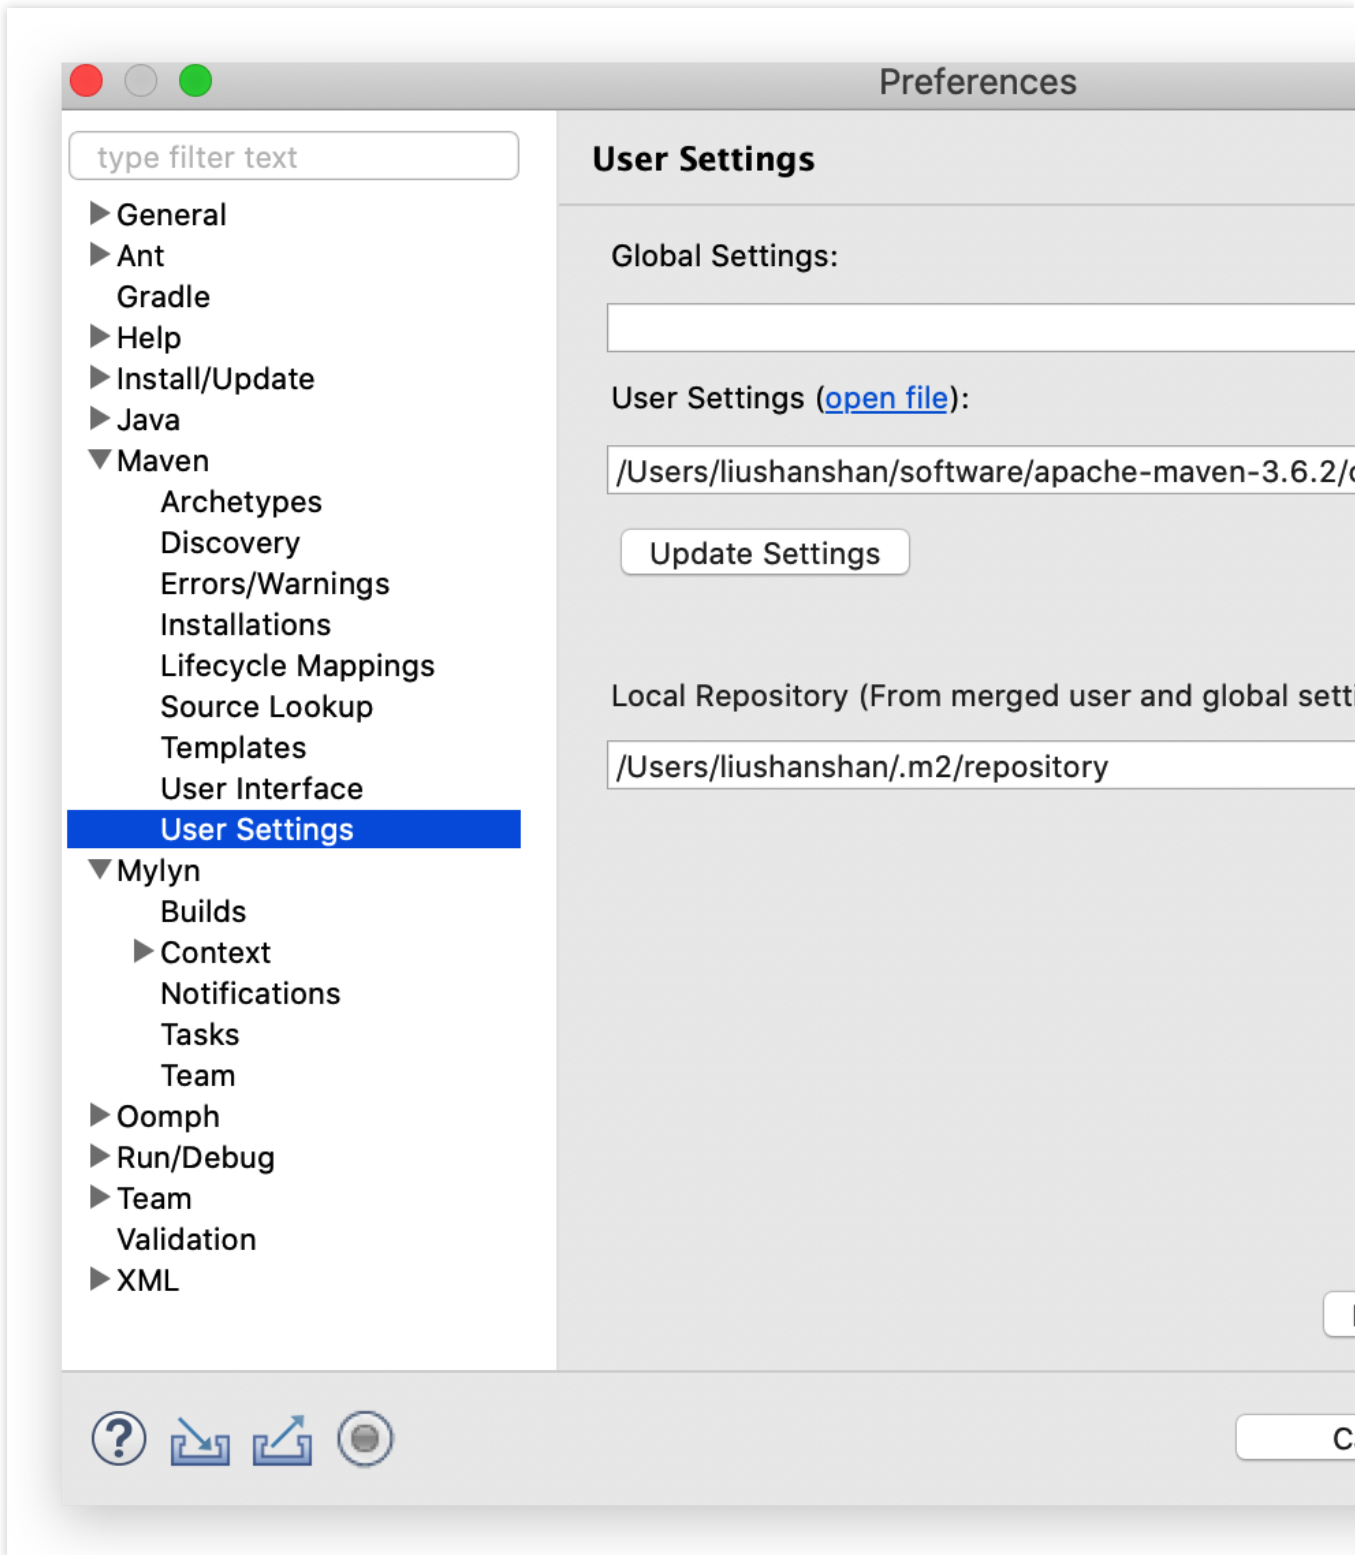 Preferences
type filter text
General
Ant
Gradle
Help
Install/Update
Java
Maven
Archetypes
Discovery
Errors/Warnings
Installations
Lifecycle Mappings
Source Lookup
Templates
User Interface
User Settings
Mylyn
Builds
Context
Notifications
Tasks
Team
Oomph
Run/Debug
Team
Validation
XML
User Settings
Global Settings:
User Settings (open file):
/Users/liushanshan/software/apache-maven-3.6.2/
Update Settings
Local Repository (From merged user and global
/Users/liushanshan/.m2/repository